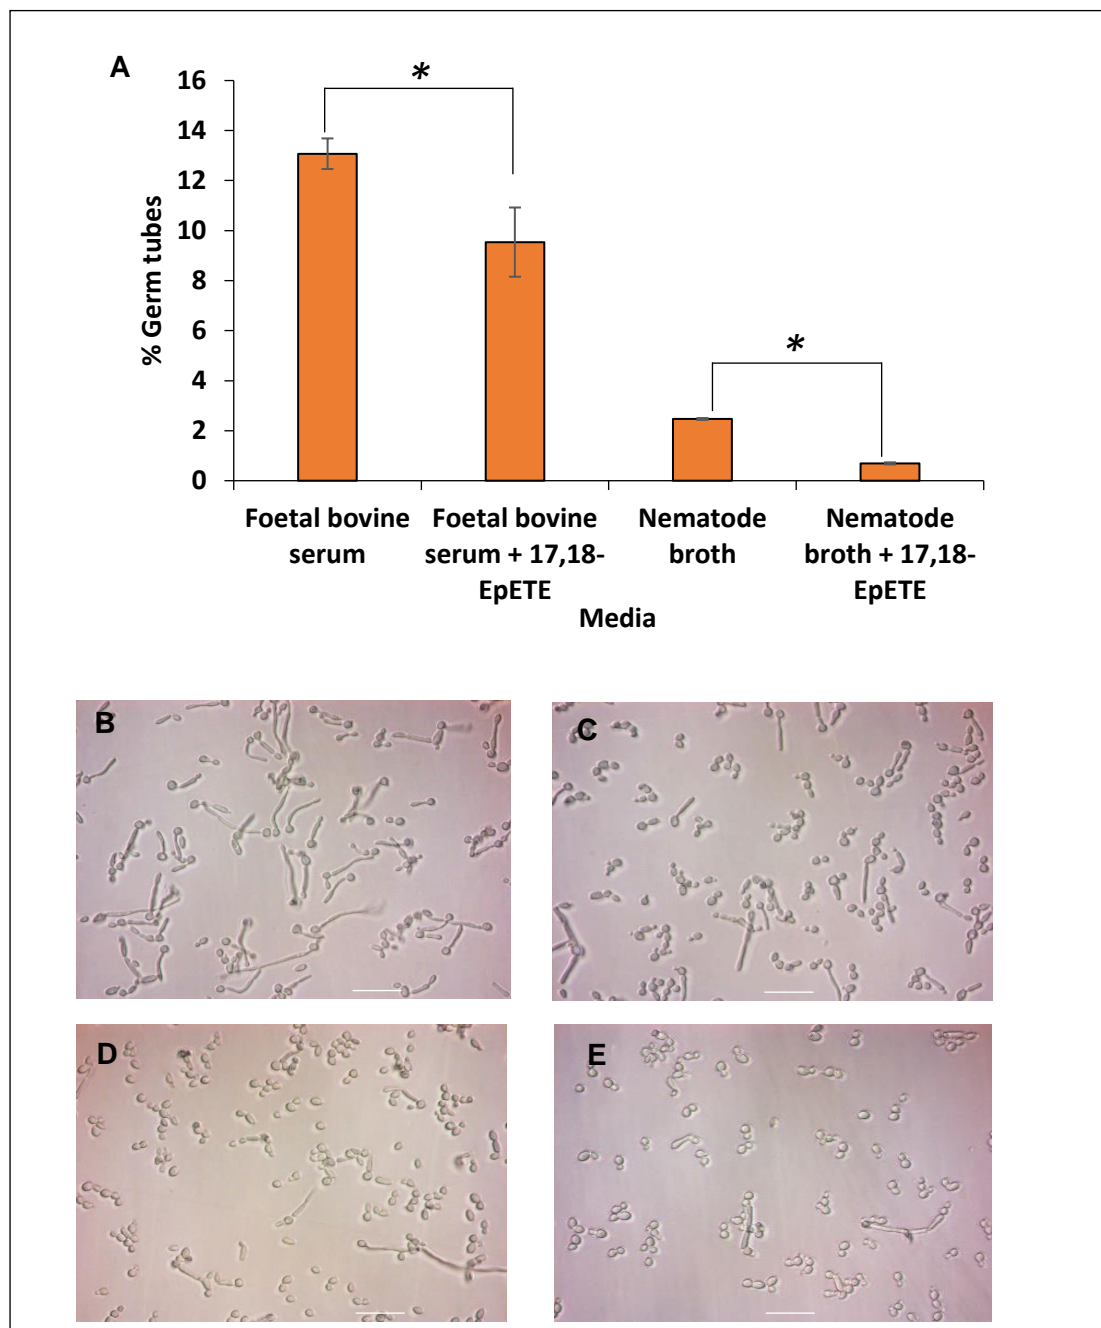 A
*
*
16
14
12
10
8
6
4
2
0
% Germ tubes
Foetal bovine
serum
Foetal bovine
serum + 17,18-
EpETE
Nematode
broth
Nematode
broth + 17,18-
EpETE
Media
B
C
D
E